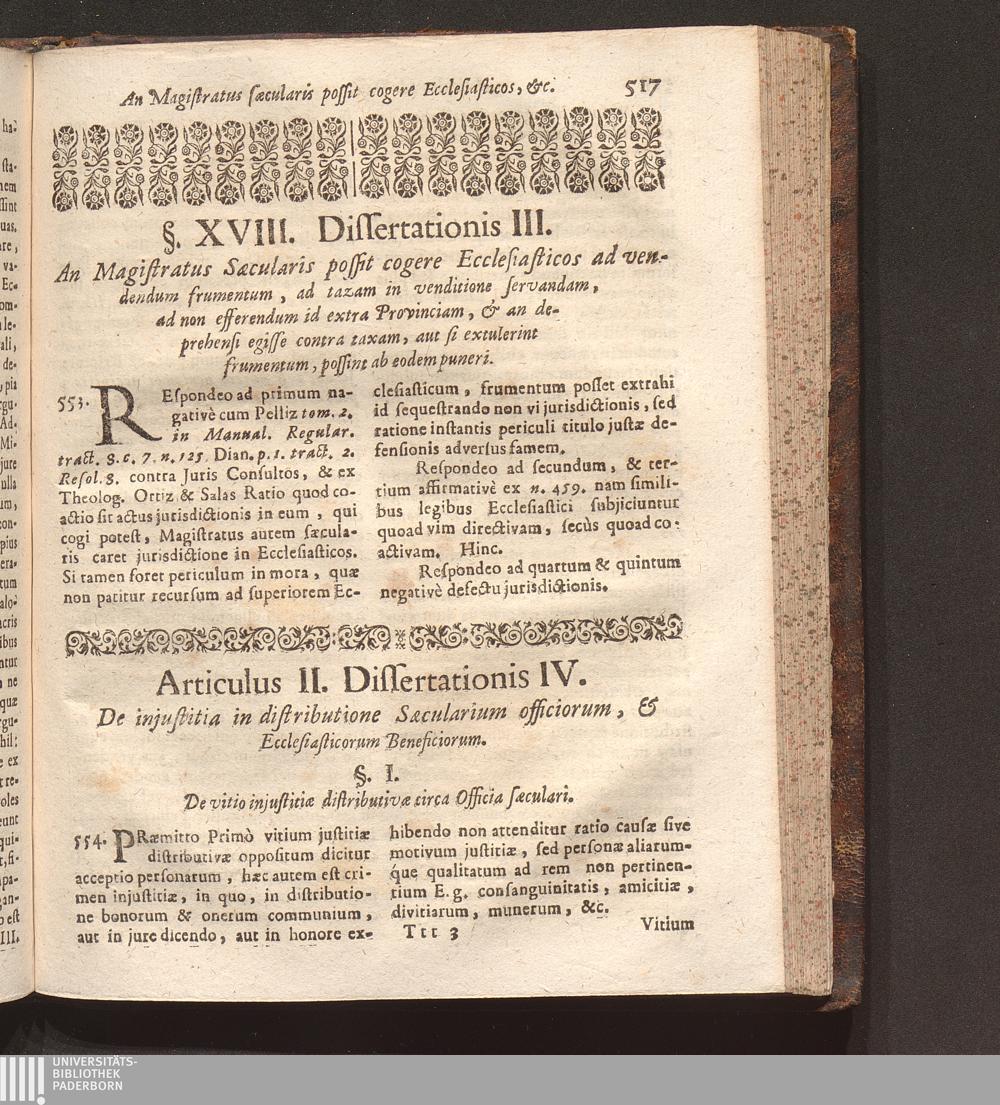 An Magiſtratus ſæcularis poſſit cogere Eccleſiaſticos, &c. 517
§. XVIII. Diſſertationis III.
An Magiſtratus Sæcularis poſſit cogere Eccleſiaſticos ad ven-
dendum frumentum, ad taxam in venditione ſervandam,
ad non efferendum id extra Provinciam, & an de-
prehenſi egiſſe contra taxam, aut ſi extulerint
frumentum, poſſint ab eodem puneri.
553. REſpondeo ad primum na-
gativè cum Pelliz tom. 2.
in Manual. Regular.
tract. 8. c. 7. n. 125. Dian. p. 1. tract. 2.
Reſol. 8. contra Juris Conſultos, & ex
Theolog. Ortiz & Salas Ratio quod co-
actio ſit actus jurisdictionis in eum, qui
cogi poteſt, Magiſtratus autem ſæcula-
ris caret jurisdictione in Eccleſiaſticos.
Si tamen foret periculum in mora, quæ
non patitur recurſum ad ſuperiorem Ec-
cleſiaſticum, frumentum poſſet extrahi
id ſequeſtrando non vi jurisdictionis, ſed
ratione inſtantis periculi titulo juſtæ de-
fenſionis adverſus famem.
Reſpondeo ad ſecundum, & ter-
tium affirmativè ex n. 459. nam ſimili-
bus legibus Eccleſiaſtici ſubjiciuntur
quoad vim directivam, ſecùs quoad co-
activam. Hinc.
Reſpondeo ad quartum & quintum
negativè defectu jurisdictionis.
Articulus II. Diſſertationis IV.
De injuſtitia in diſtributione Sæcularium officiorum, &
Eccleſiaſticorum Beneficiorum.
§. I.
De vitio injuſtitiæ diſtributivæ circa Officia ſæculari.
554. PRæmitto Primò vitium juſtitiæ
diſtributivæ oppoſitum dicitur
acceptio perſonarum, hæc autem eſt cri-
men injuſtitiæ, in quo, in diſtributio-
ne bonorum & onerum communium,
aut in jure dicendo, aut in honore ex-
hibendo non attenditur ratio cauſæ ſive
motivum juſtitiæ, ſed perſonæ aliarum-
que qualitatum ad rem non pertinen-
tium E.g. conſanguinitatis, amicitiæ,
divitiarum, munerum, &c.
Ttt 3 Vitium
UNIVERSITÄTS-
BIBLIOTHEK
PADERBORN